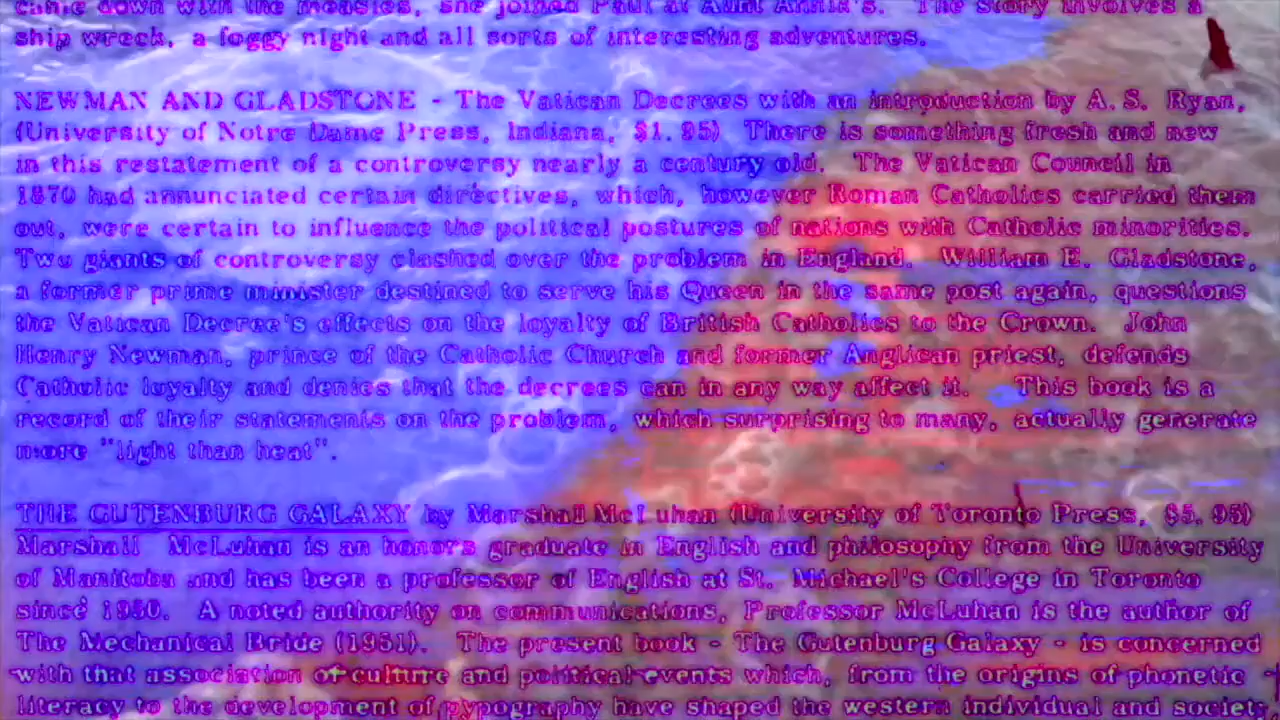 came down with the measles, she joined Paul at Aunt Annik's. The story involves a
ship wreck, a foggy night and all sorts of interesting adventures.
NEWMAN AND GLADSTONE - The Vatican Decrees with an introduction by A. S. Ryan,
(University of Notre Dame Press, Indiana, $1.95) There is something fresh and new
in this restatement of a controversy nearly a century old. The Vatican Council in
1870 had annunciated certain directives, which, however Roman Catholics carried them
out, were certain to influence the political postures of nations with Catholic minorities.
Two giants of controversy clashed over the problem in England. William E. Gladstone,
a former prime minister destined to serve his Queen in the same post again, questions
the Vatican Decree's effects on the loyalty of British Catholics to the Crown. John
Henry Newman, prince of the Catholic Church and former Anglican priest, defends
Catholic loyalty and denies that the decrees can in any way affect it. This book is a
record of their statements on the problem, which surprising to many, actually generate
more "light than heat".
THE GUTENBURG GALAXY by Marshall McLuhan (University of Toronto Press, $5.95)
Marshall McLuhan is an honors graduate in English and philosophy from the University
of Manitoba and has been a professor of English at St. Michael's College in Toronto
since 1950. A noted authority on communications, Professor McLuhan is the author of
The Mechanical Bride (1951). The present book - The Gutenburg Galaxy - is concerned
with that association of culture and political events which, from the origins of phonetic
literacy to the development of pypography have shaped the western individual and society,